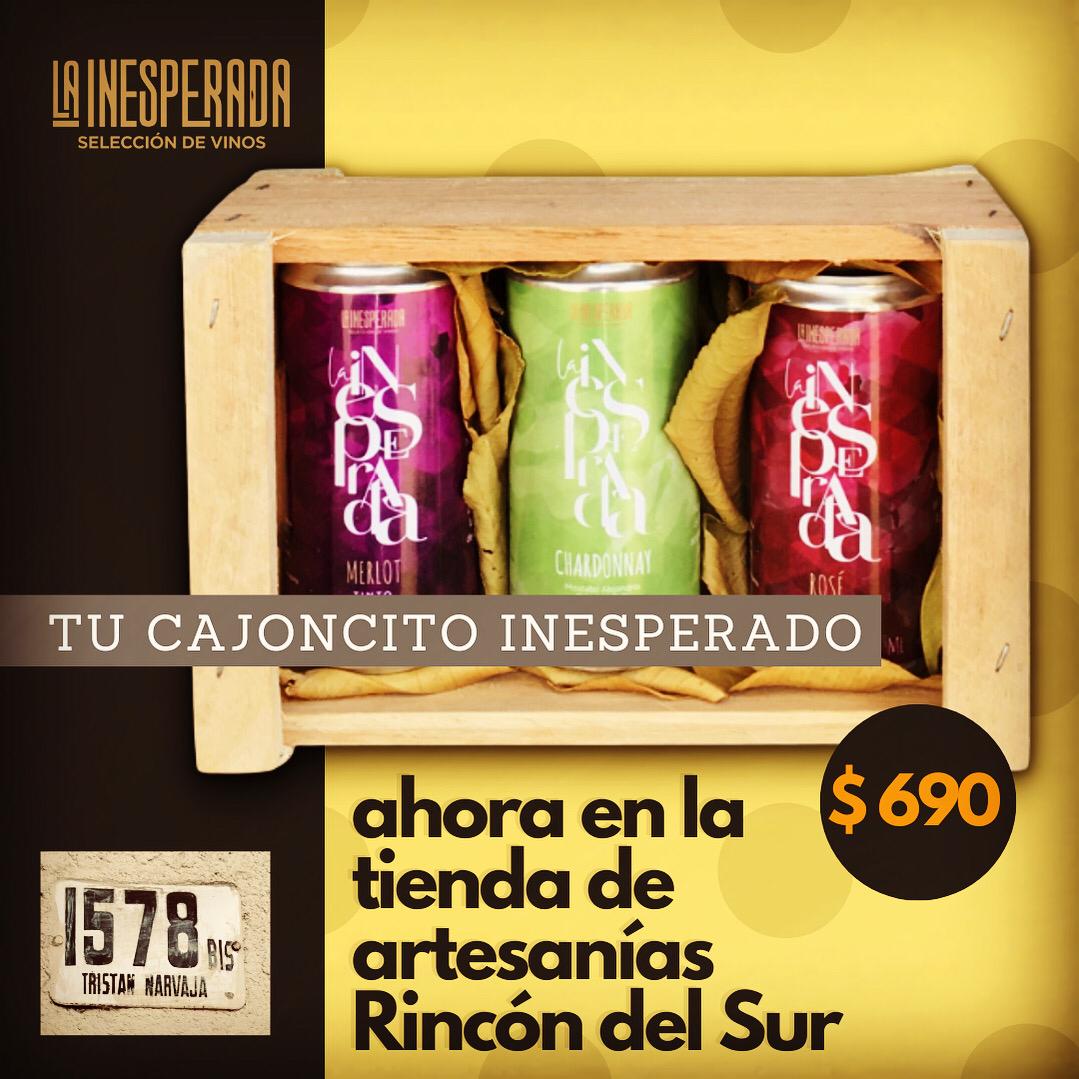 LA INESPERADA
SELECCIÓN DE VINOS
LA INESPERADA
la iNesPErAda
MERLOT
TINTO
la iNesPErAda
CHARDONNAY
LA INESPERADA
la iNesPErAda
ROSÉ
TU CAJONCITO INESPERADO
$ 690
ahora en la
tienda de
artesanías
Rincón del Sur
1578 BIS
TRISTAN NARVAJA